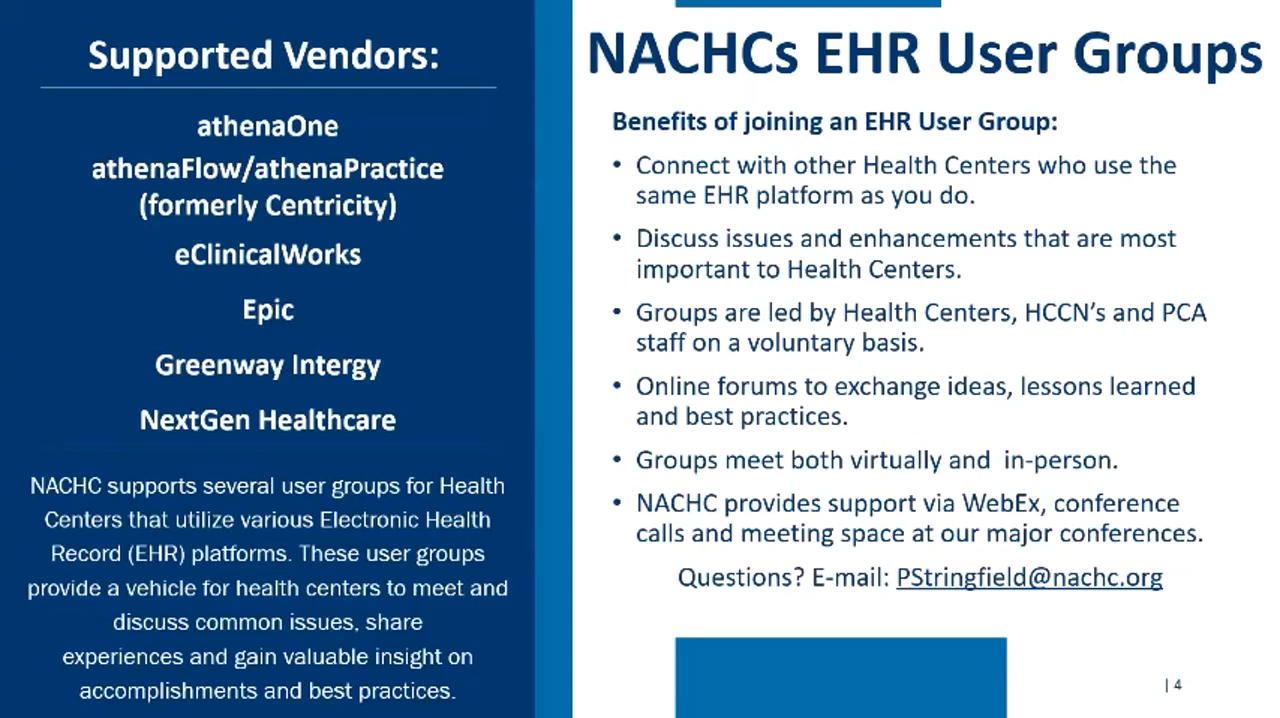 Supported Vendors:
athenaOne
athenaFlow/athenaPractice
(formerly Centricity)
eClinicalWorks
Epic
Greenway Intergy
NextGen Healthcare
NACHC supports several user groups for Health
Centers that utilize various Electronic Health
Record (EHR) platforms. These user groups
provide a vehicle for health centers to meet and
discuss common issues, share
experiences and gain valuable insight on
accomplishments and best practices.
NACHCs EHR User Groups
Benefits of joining an EHR User Group:
• Connect with other Health Centers who use the
same EHR platform as you do.
• Discuss issues and enhancements that are most
important to Health Centers.
• Groups are led by Health Centers, HCCN’s and PCA
staff on a voluntary basis.
• Online forums to exchange ideas, lessons learned
and best practices.
• Groups meet both virtually and  in-person.
• NACHC provides support via WebEx, conference
calls and meeting space at our major conferences.
Questions? E-mail: PStringfield@nachc.org
| 4